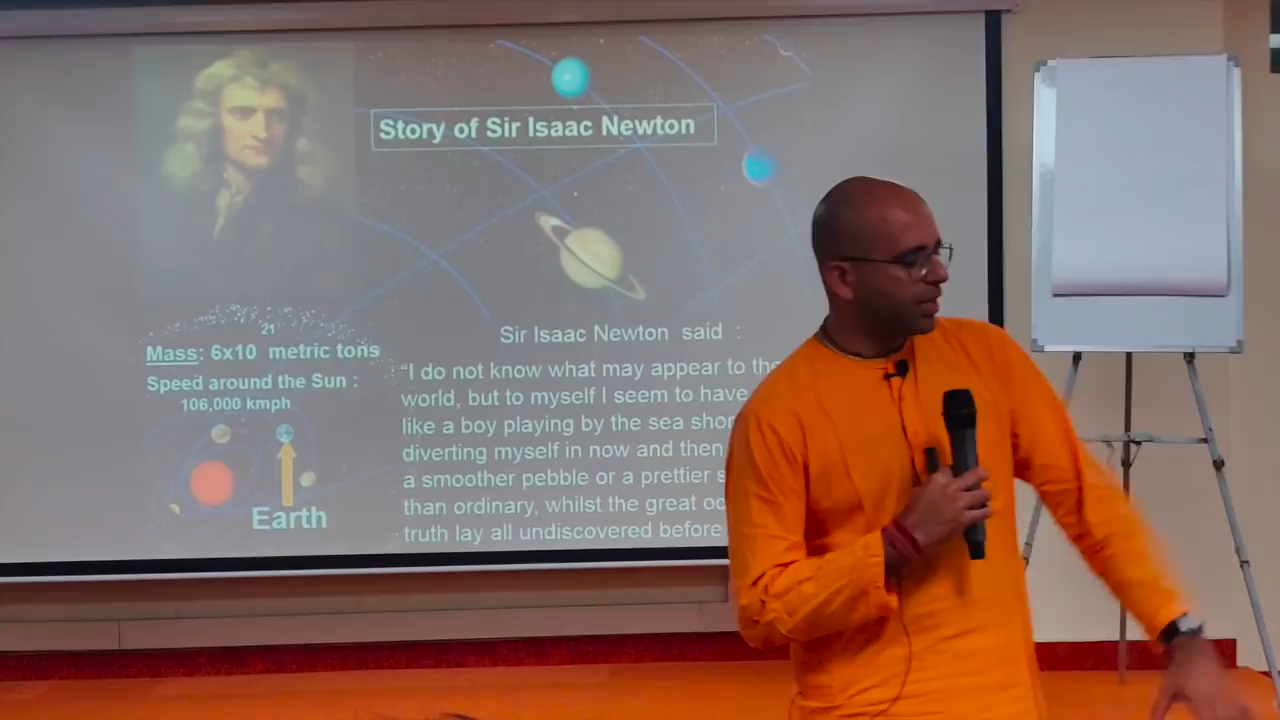 Story of Sir Isaac Newton
21
Mass: 6x10 metric tons
Speed around the Sun :
106,000 kmph
Earth
Sir Isaac Newton said :
“I do not know what may appear to the
world, but to myself I seem to have
like a boy playing by the sea
diverting myself in now and then
a smoother pebble or a prettier
than ordinary, whilst the great
truth lay all undiscovered before